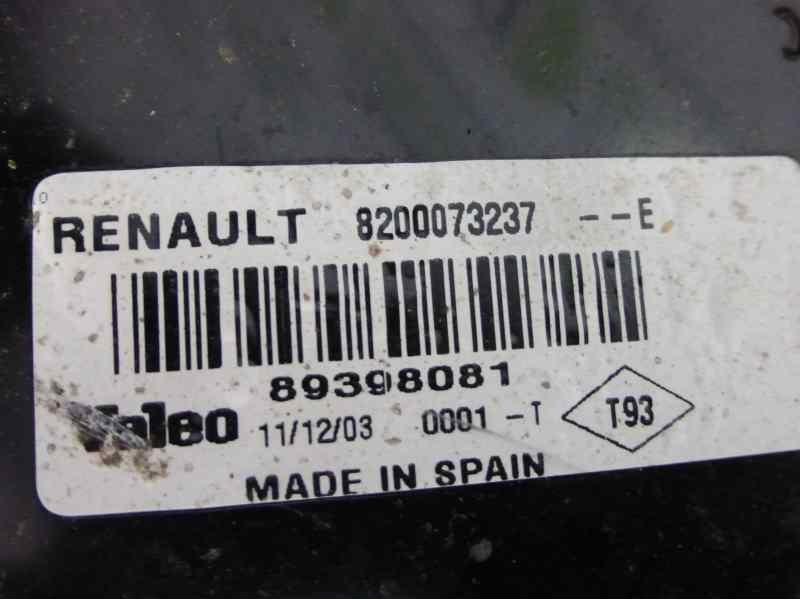 RENAULT 8200073237 --E
89398081
Valeo 11/12/03 0001 -T T93
MADE IN SPAIN